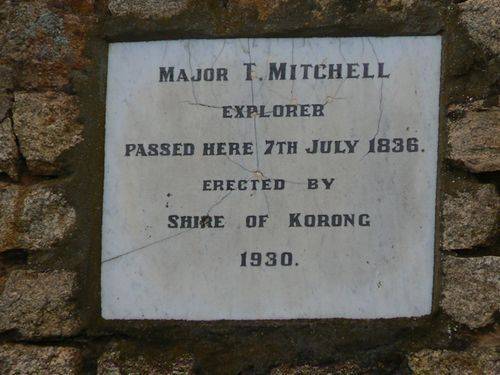 MAJOR T. MITCHELL
EXPLORER
PASSED HERE 7TH JULY 1836.
ERECTED BY
SHIRE OF KORONG
1930.